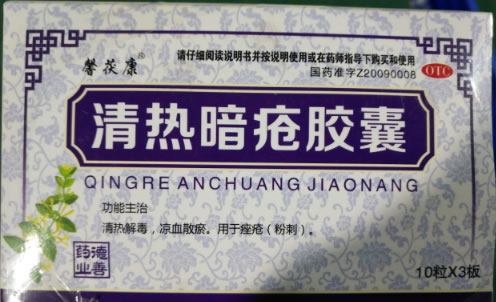 馨茯康®
请仔细阅读说明书并按说明使用或在药师指导下购买和使用
国药准字Z20090008
OTC
清热暗疮胶囊
QINGRE ANCHUANG JIAONANG
功能主治
清热解毒，凉血散瘀。用于痤疮（粉刺）。
德善药业
10粒X3板